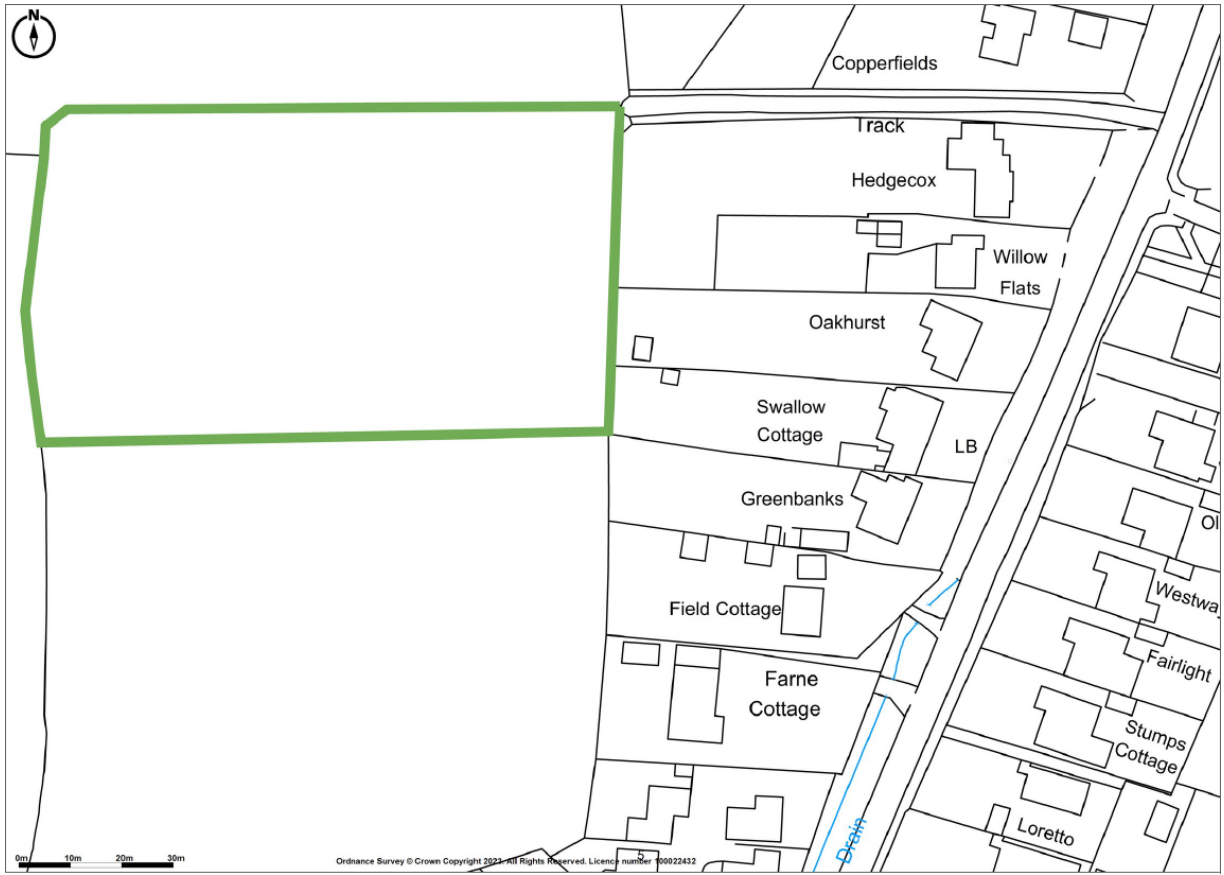 N
Copperfields
Track
Hedgecox
Willow
Flats
Oakhurst
Swallow
Cottage
LB
Greenbanks
Ol
Field Cottage
Westway
Fairlight
Farne
Cottage
Stumps
Cottage
Loretto
Drain
5
0m 10m 20m 30m
Ordnance Survey © Crown Copyright 2023. All Rights Reserved. Licence number 100022432